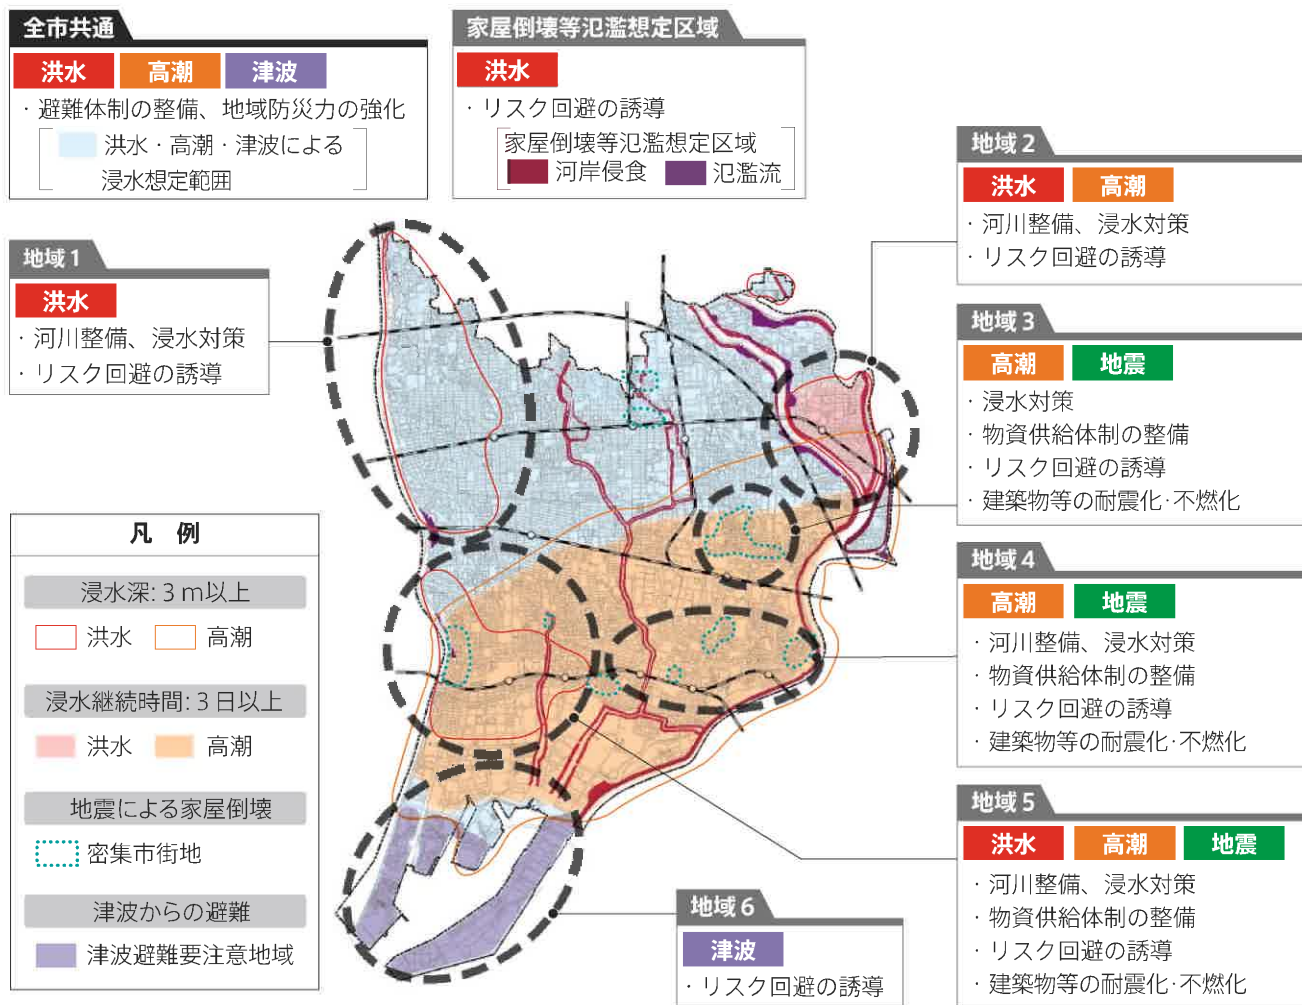 全市共通
洪水 高潮 津波
・避難体制の整備、地域防災力の強化
洪水・高潮・津波による
浸水想定範囲
家屋倒壊等氾濫想定区域
洪水
・リスク回避の誘導
家屋倒壊等氾濫想定区域
河岸侵食 氾濫流
地域1
洪水
・河川整備、浸水対策
・リスク回避の誘導
地域2
洪水 高潮
・河川整備、浸水対策
・リスク回避の誘導
地域3
高潮 地震
・浸水対策
・物資供給体制の整備
・リスク回避の誘導
・建築物等の耐震化・不燃化
地域4
高潮 地震
・河川整備、浸水対策
・物資供給体制の整備
・リスク回避の誘導
・建築物等の耐震化・不燃化
地域5
洪水 高潮 地震
・河川整備、浸水対策
・物資供給体制の整備
・リスク回避の誘導
・建築物等の耐震化・不燃化
地域6
津波
・リスク回避の誘導
凡 例
浸水深:3m以上
洪水 高潮
浸水継続時間:3日以上
洪水 高潮
地震による家屋倒壊
密集市街地
津波からの避難
津波避難要注意地域